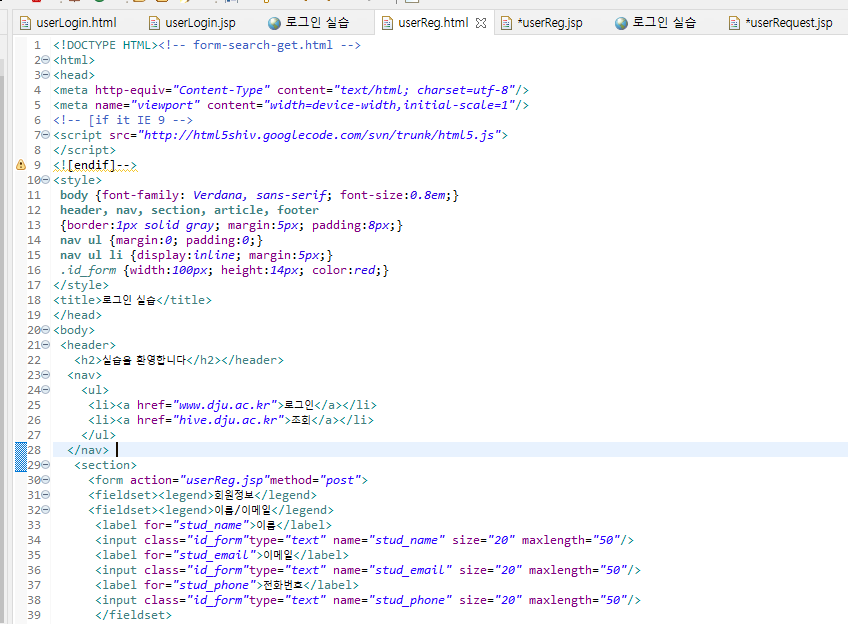 userLogin.html userLogin.jsp 로그인 실습 userReg.html *userReg.jsp 로그인 실습 *userRequest.jsp
1 <!DOCTYPE HTML><!-- form-search-get.html -->
2 <html>
3 <head>
4 <meta http-equiv="Content-Type" content="text/html; charset=utf-8"/>
5 <meta name="viewport" content="width=device-width,initial-scale=1"/>
6 <!-- [if it IE 9 -->
7 <script src="http://html5shiv.googlecode.com/svn/trunk/html5.js">
8 </script>
9 <![endif]-->
10 <style>
11 body {font-family: Verdana, sans-serif; font-size:0.8em;}
12 header, nav, section, article, footer
13 {border:1px solid gray; margin:5px; padding:8px;}
14 nav ul {margin:0; padding:0;}
15 nav ul li {display:inline; margin:5px;}
16 .id_form {width:100px; height:14px; color:red;}
17 </style>
18 <title>로그인 실습</title>
19 </head>
20 <body>
21 <header>
22 <h2>실습을 환영합니다</h2></header>
23 <nav>
24 <ul>
25 <li><a href="www.dju.ac.kr">로그인</a></li>
26 <li><a href="hive.dju.ac.kr">조회</a></li>
27 </ul>
28 </nav>
29 <section>
30 <form action="userReg.jsp"method="post">
31 <fieldset><legend>회원정보</legend>
32 <fieldset><legend>이름/이메일</legend>
33 <label for="stud_name">이름</label>
34 <input class="id_form"type="text" name="stud_name" size="20" maxlength="50"/>
35 <label for="stud_email">이메일</label>
36 <input class="id_form"type="text" name="stud_email" size="20" maxlength="50"/>
37 <label for="stud_phone">전화번호</label>
38 <input class="id_form"type="text" name="stud_phone" size="20" maxlength="50"/>
39 </fieldset>